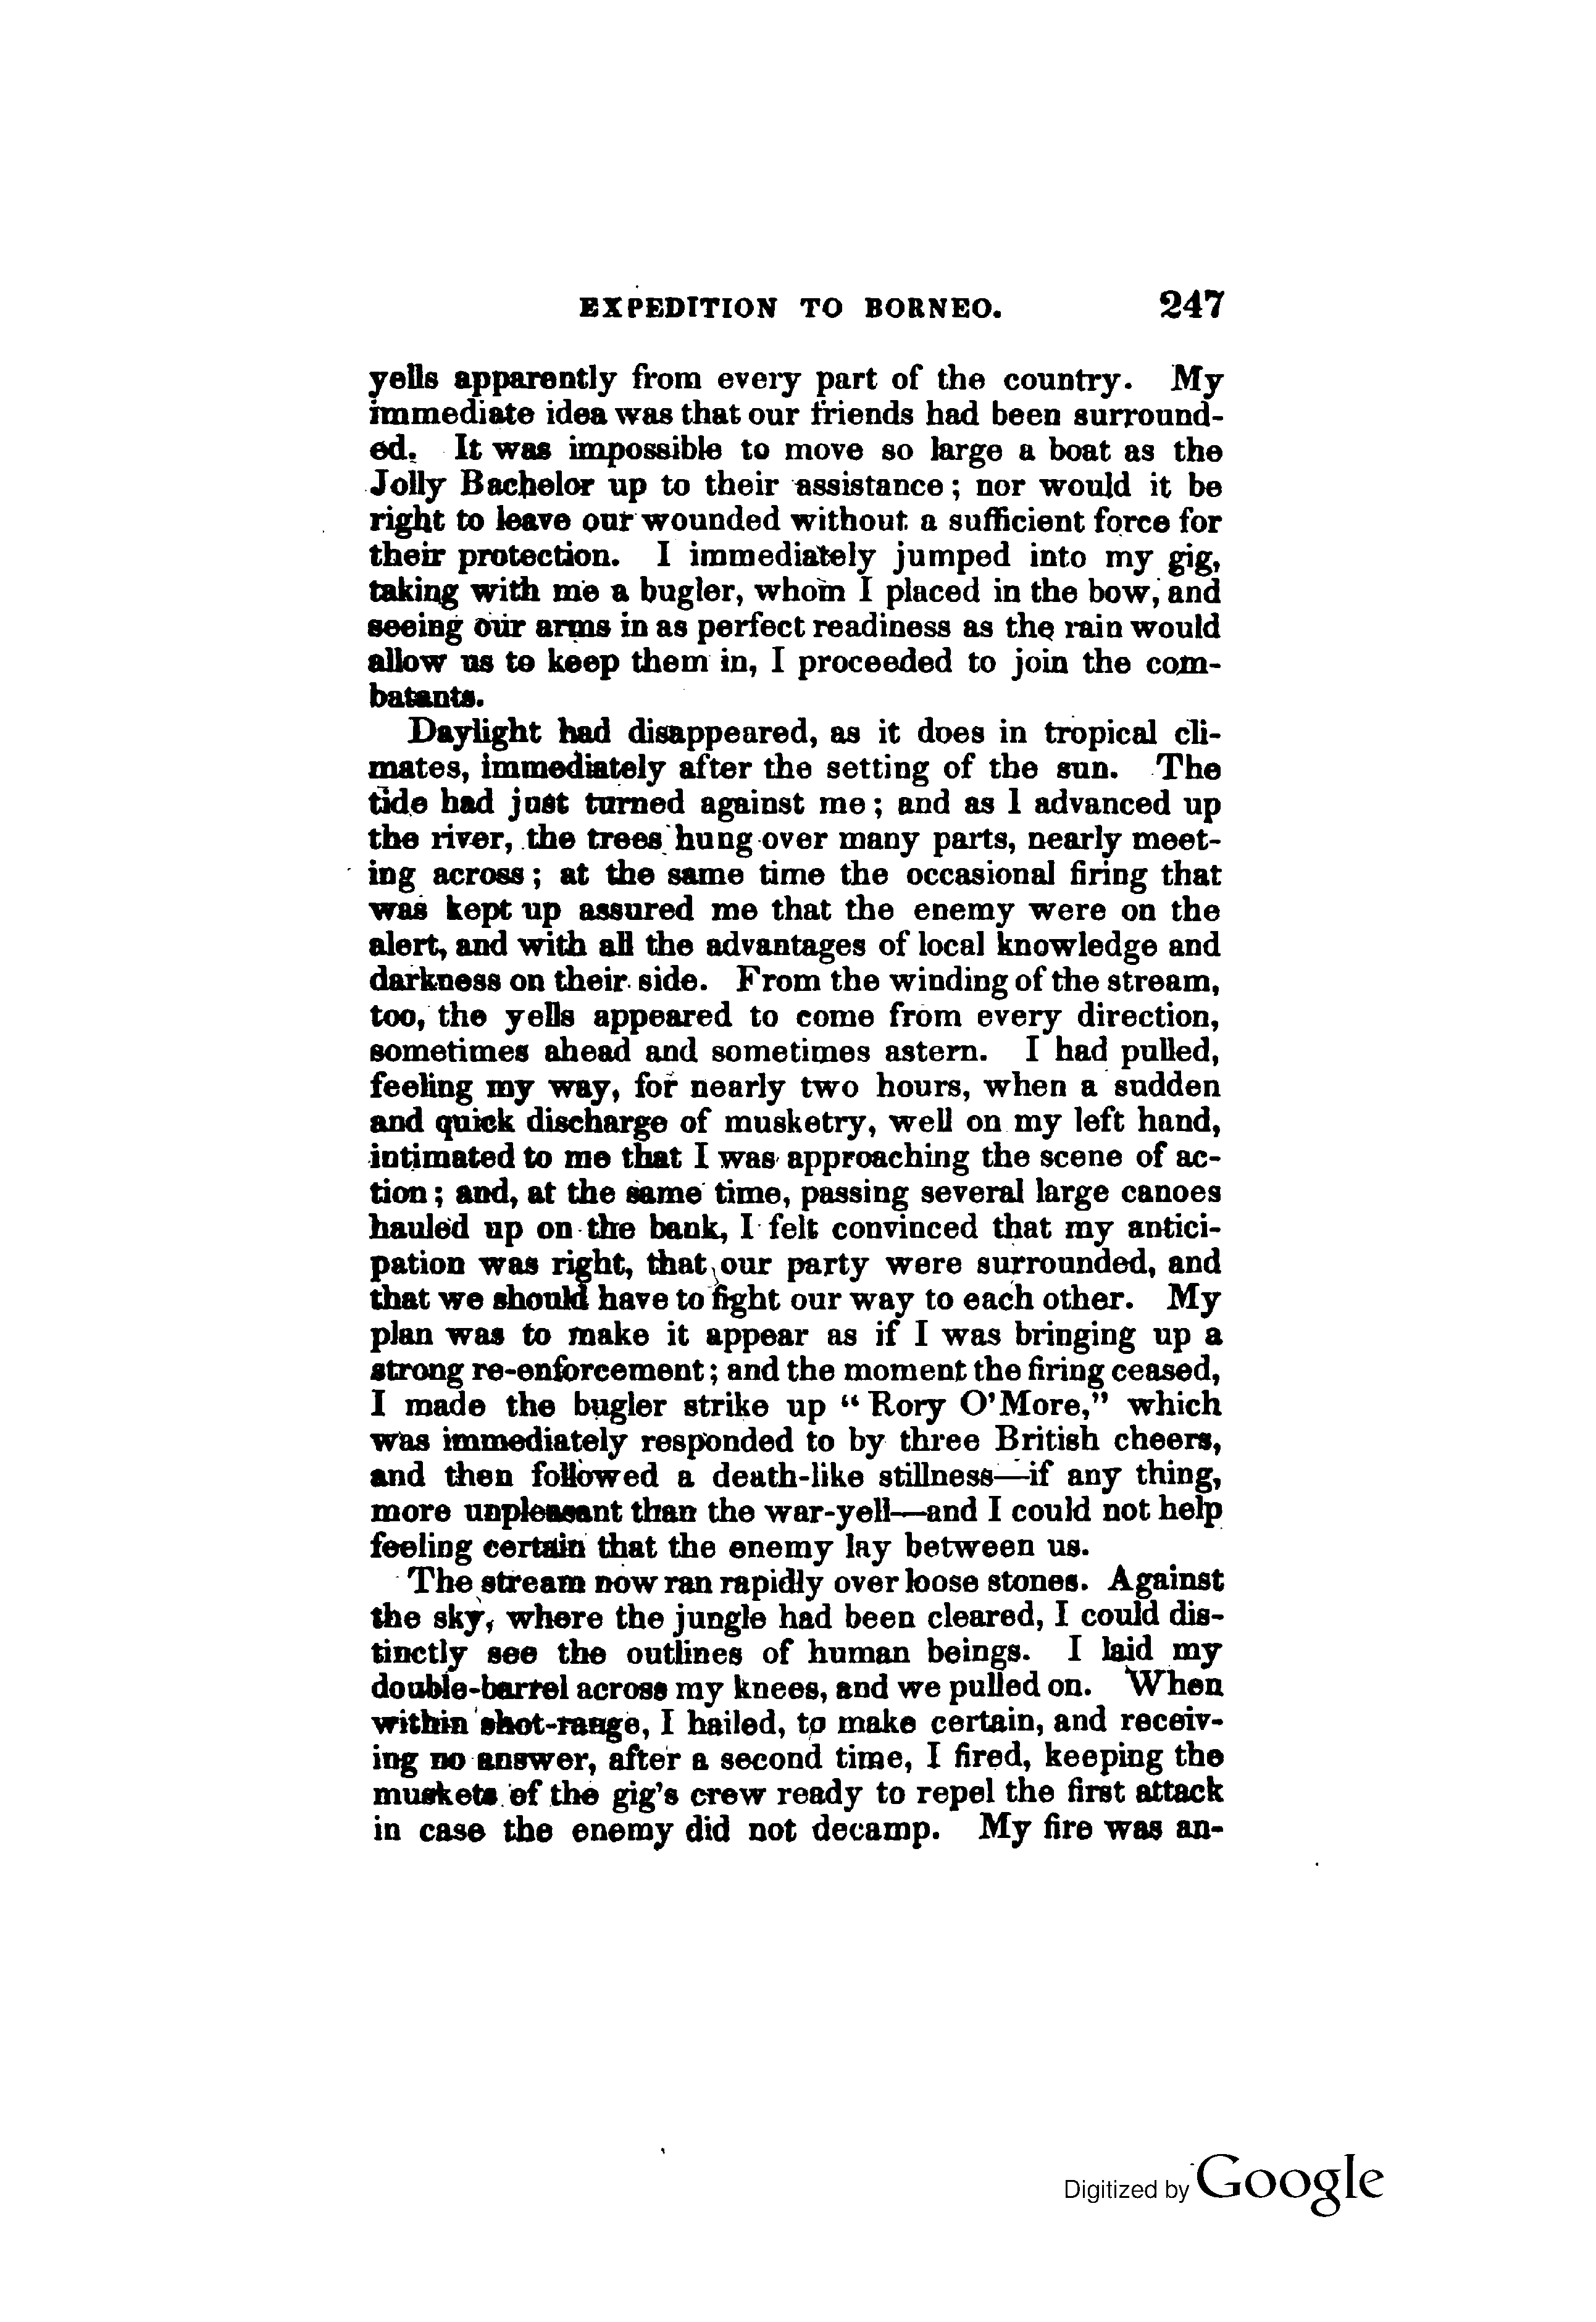 EXPEDITION TO BORNEO. 247
yells apparently from every part of the country. My
immediate idea was that our friends had been surround-
ed. It was impossible to move so large a boat as the
Jolly Bachelor up to their assistance; nor would it be
right to leave our wounded without a sufficient force for
their protection. I immediately jumped into my gig,
taking with me a bugler, whom I placed in the bow, and
seeing our arms in as perfect readiness as the rain would
allow us to keep them in, I proceeded to join the com-
batants.
Daylight had disappeared, as it does in tropical cli-
mates, immediately after the setting of the sun. The
tide had just turned against me; and as I advanced up
the river, the trees hung over many parts, nearly meet-
ing across; at the same time the occasional firing that
was kept up assured me that the enemy were on the
alert, and with all the advantages of local knowledge and
darkness on their side. From the winding of the stream,
too, the yells appeared to come from every direction,
sometimes ahead and sometimes astern. I had pulled,
feeling my way, for nearly two hours, when a sudden
and quick discharge of musketry, well on my left hand,
intimated to me that I was approaching the scene of ac-
tion; and, at the same time, passing several large canoes
hauled up on the bank, I felt convinced that my antici-
pation was right, that our party were surrounded, and
that we should have to fight our way to each other. My
plan was to make it appear as if I was bringing up a
strong re-enforcement; and the moment the firing ceased,
I made the bugler strike up “Rory O’More,” which
was immediately responded to by three British cheers,
and then followed a death-like stillness—if any thing,
more unpleasant than the war-yell—and I could not help
feeling certain that the enemy lay between us.
The stream now ran rapidly over loose stones. Against
the sky, where the jungle had been cleared, I could dis-
tinctly see the outlines of human beings. I laid my
double-barrel across my knees, and we pulled on. When
within shot-range, I hailed, to make certain, and receiv-
ing no answer, after a second time, I fired, keeping the
muskets of the gig’s crew ready to repel the first attack
in case the enemy did not decamp. My fire was an-
Digitized by Google